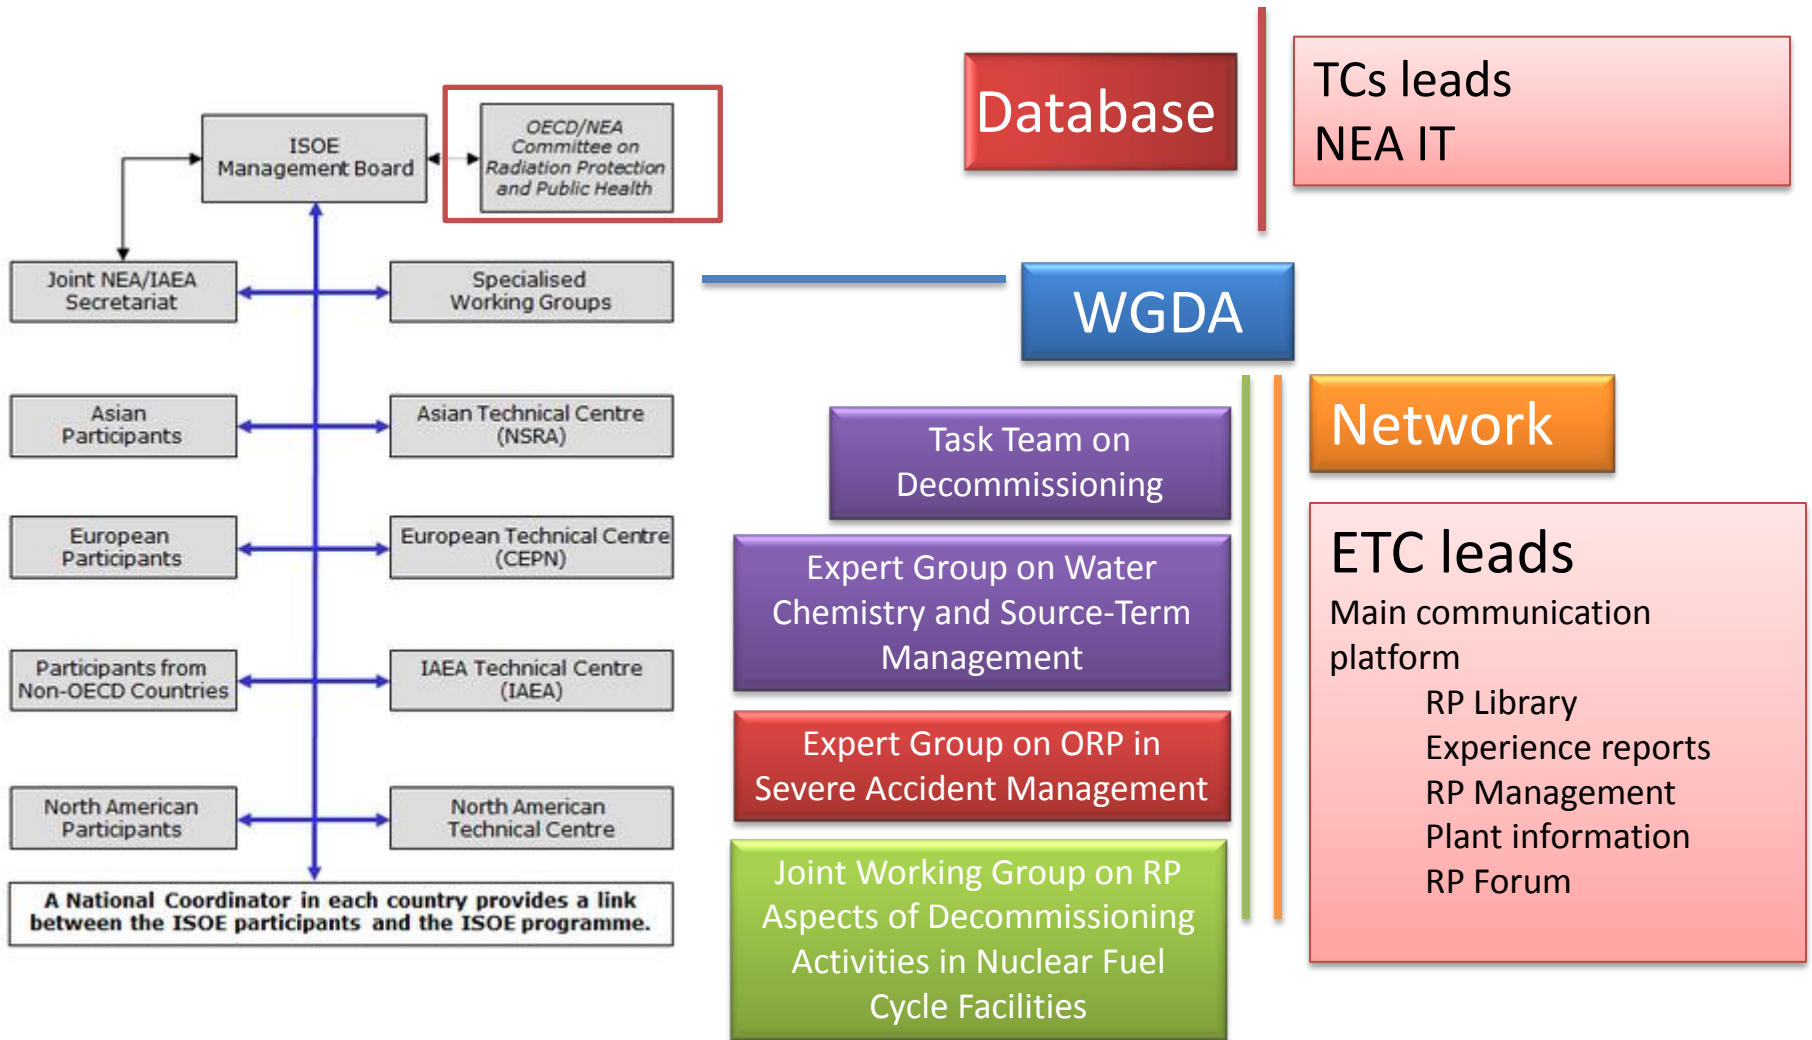 ISOE
Management Board
OECD/NEA
Committee on
Radiation Protection
and Public Health
Joint NEA/IAEA
Secretariat
Specialised
Working Groups
Asian
Participants
Asian Technical Centre
(NSRA)
European
Participants
European Technical Centre
(CEPN)
Participants from
Non-OECD Countries
IAEA Technical Centre
(IAEA)
North American
Participants
North American
Technical Centre
A National Coordinator in each country provides a link
between the ISOE participants and the ISOE programme.
Database
TCs leads
NEA IT
WGDA
Task Team on
Decommissioning
Expert Group on Water
Chemistry and Source-Term
Management
Expert Group on ORP in
Severe Accident Management
Joint Working Group on RP
Aspects of Decommissioning
Activities in Nuclear Fuel
Cycle Facilities
Network
ETC leads
Main communication
platform
RP Library
Experience reports
RP Management
Plant information
RP Forum